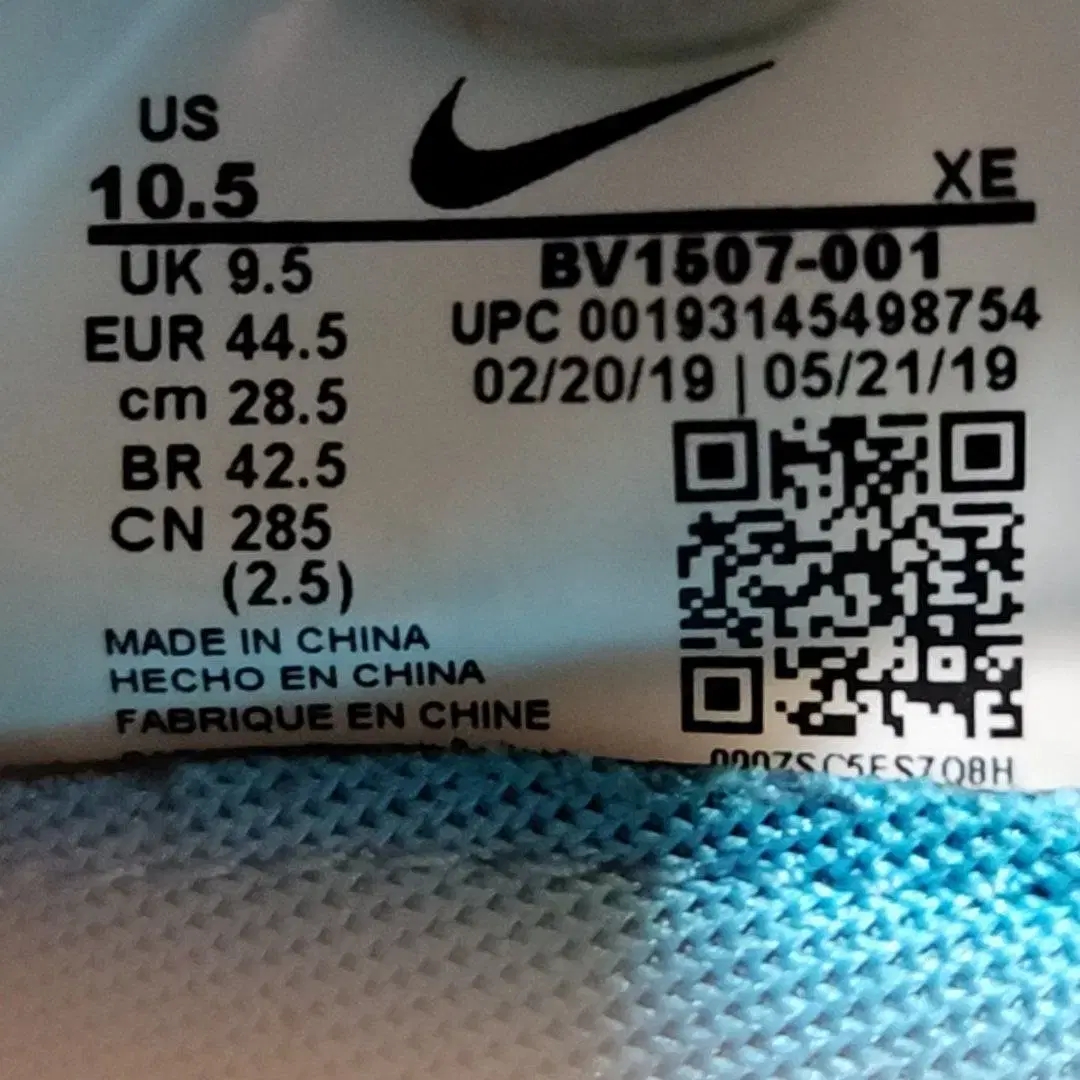 US
10.5
XE
UK 9.5
EUR 44.5
cm 28.5
BR 42.5
CN 285
(2.5)
BV1507-001
UPC 00193145498754
02/20/19 | 05/21/19
MADE IN CHINA
HECHO EN CHINA
FABRIQUE EN CHINE